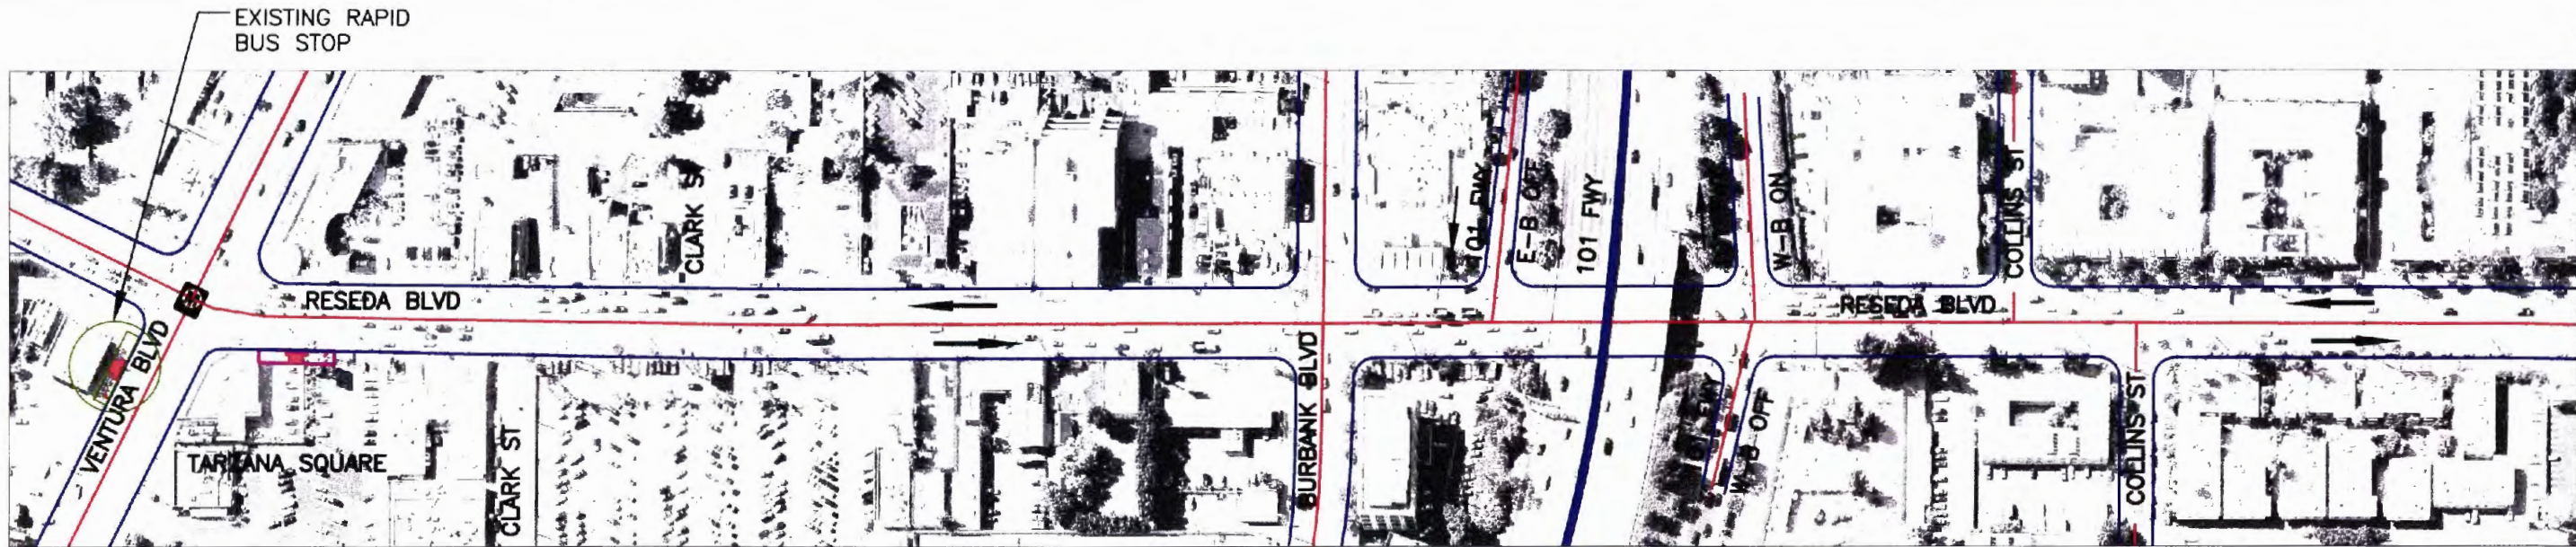 EXISTING RAPID
BUS STOP
CLARK ST
RESEDA BLVD
101 FWY
E-B OFF
101 FWY
W-B ON
COLLINS ST
RESEDA BLVD
VENTURA BLVD
TARZANA SQUARE
CLARK ST
BURBANK BLVD
W-B OFF
COLLINS ST